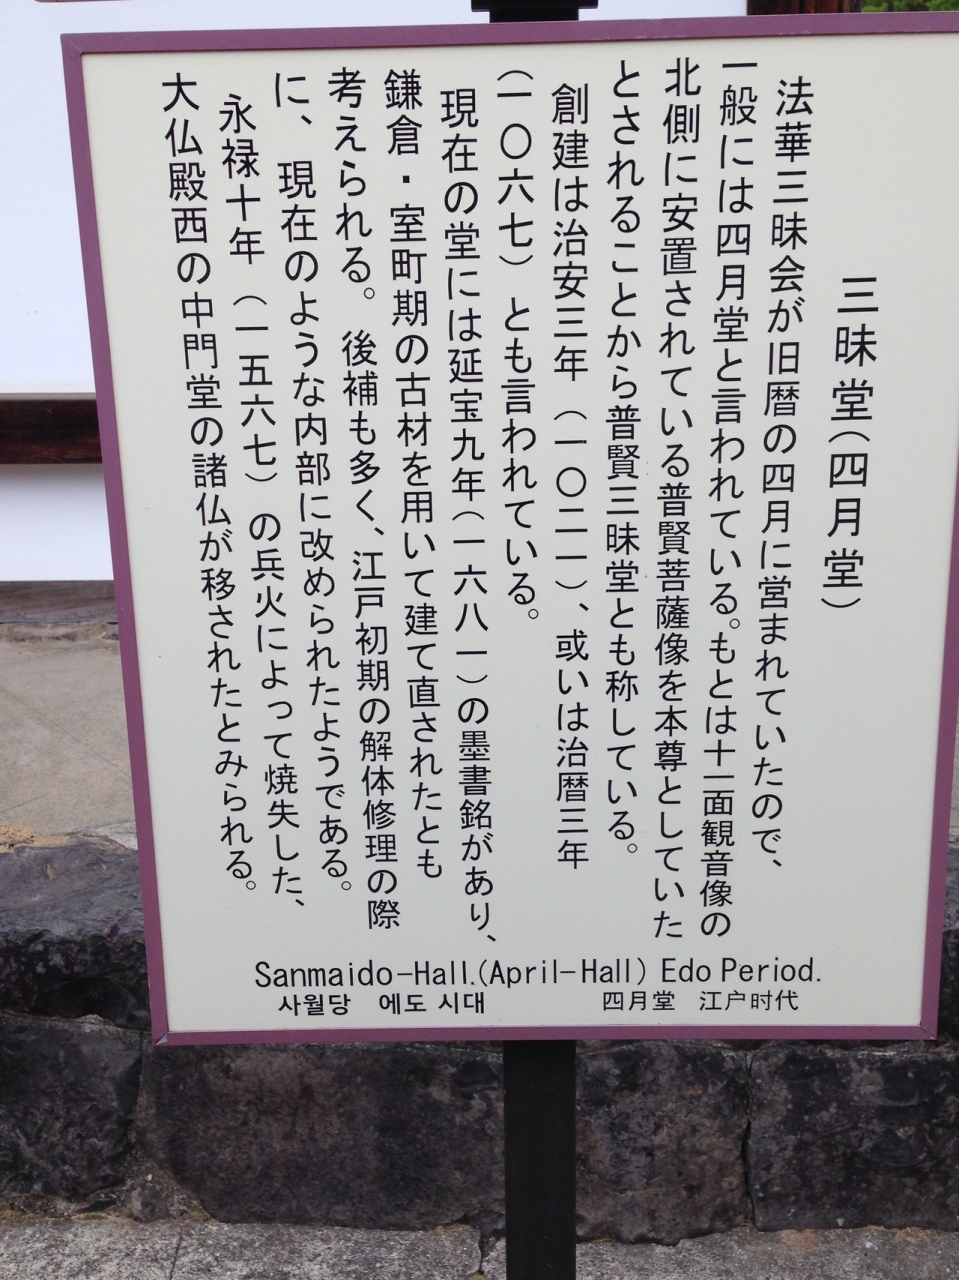 三昧堂(四月堂)
法華三昧会が旧暦の四月に営まれていたので、
一般には四月堂と言われている。もとは十一面観音像の
北側に安置されている普賢菩薩像を本尊としていた
とされることから普賢三昧堂とも称している。
創建は治安三年（一〇二一）、或いは治暦三年
（一〇六七）とも言われている。
現在の堂には延宝九年（一六八一）の墨書銘があり、
鎌倉・室町期の古材を用いて建て直されたとも
考えられる。後補も多く、江戸初期の解体修理の際
に、現在のような内部に改められたようである。
永禄十年（一五六七）の兵火によって焼失した、
大仏殿西の中門堂の諸仏が移されたとみられる。
Sanmaido-Hall.(April-Hall) Edo Period.
사월당 에도 시대 四月堂 江户时代